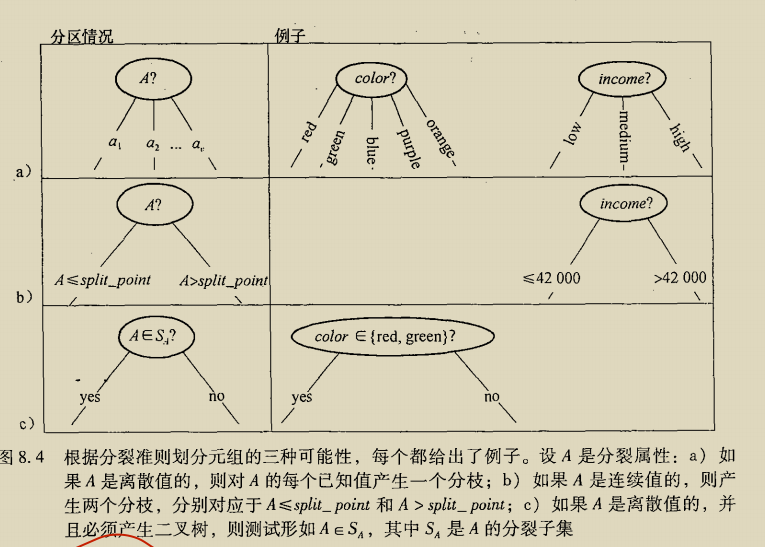 分区情况 例子
A? color? income?
a₁ a₂ ... aᵥ red green blue purple orange low medium high
a)
A? income?
A≤split_point A>split_point ≤42 000 >42 000
b)
A∈S_A? color ∈{red, green}?
yes no yes no
c)
图 8.4 根据分裂准则划分元组的三种可能性，每个都给出了例子。设 A 是分裂属性：a）如
果 A 是离散值的，则对 A 的每个已知值产生一个分枝；b）如果 A 是连续值的，则产
生两个分枝，分别对应于 A≤split_point 和 A > split_point；c）如果 A 是离散值的，并
且必须产生二叉树，则测试形如 A∈S_A，其中 S_A 是 A 的分裂子集